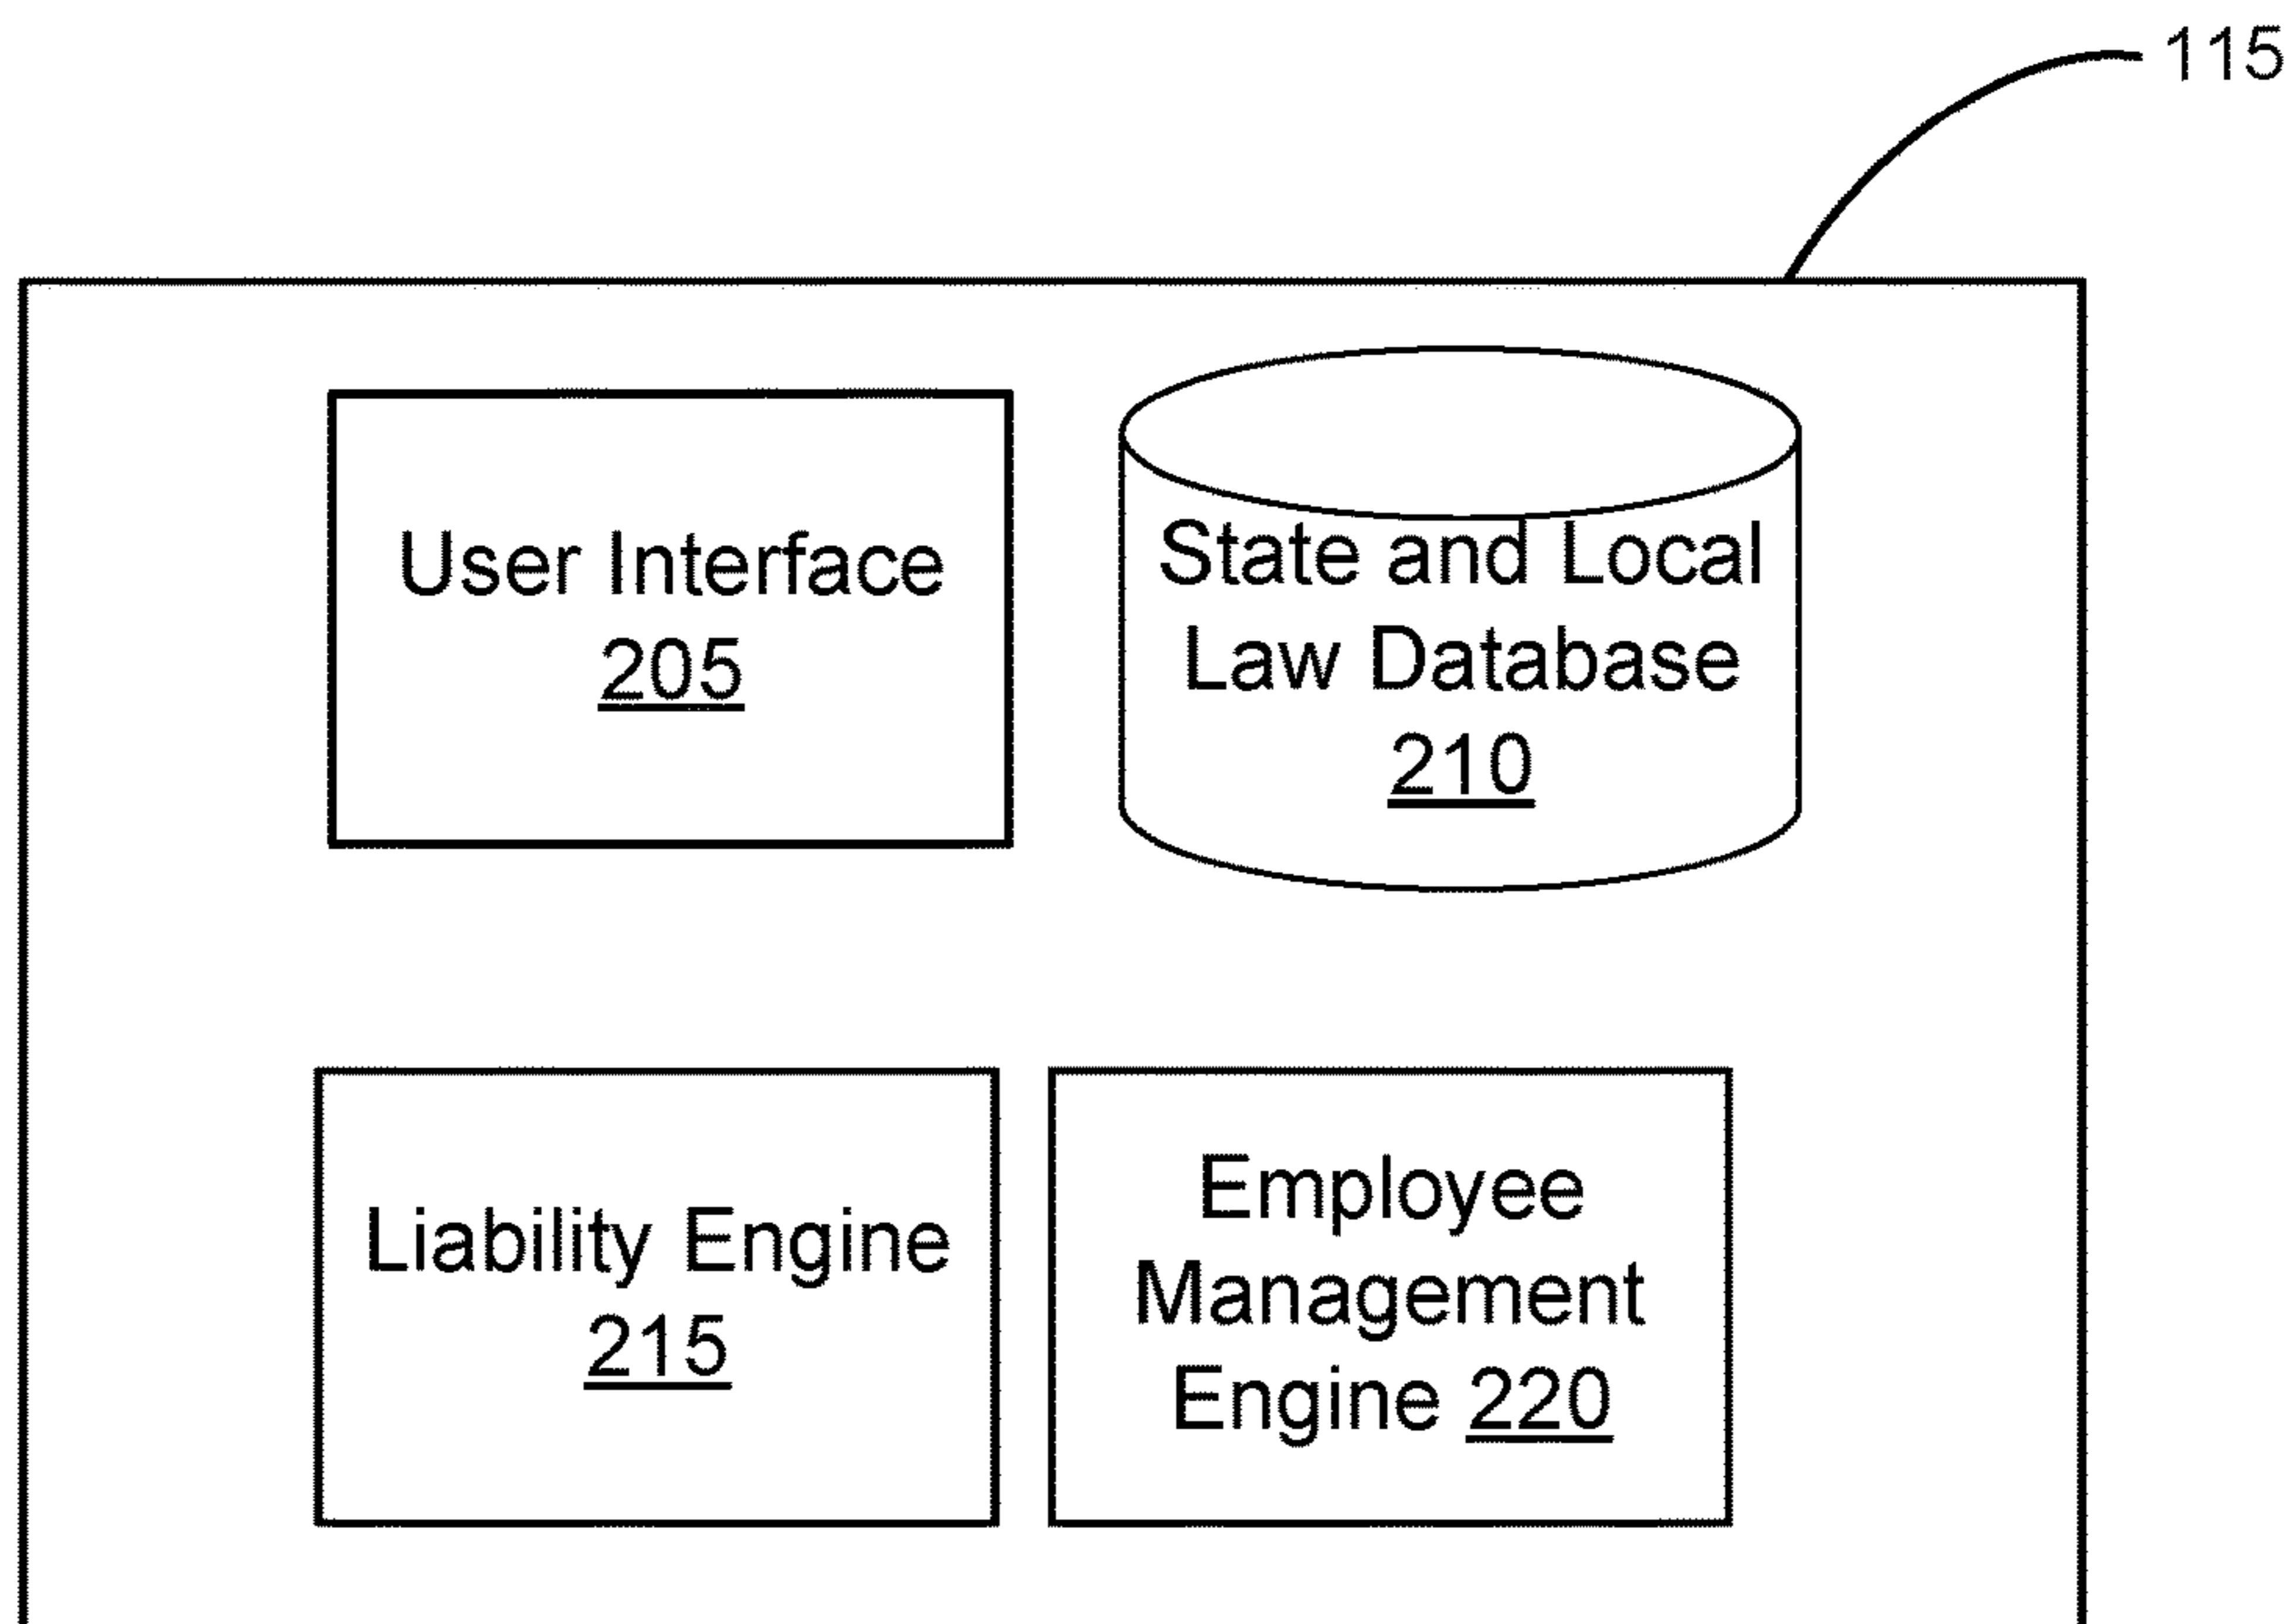 115
User Interface
205
State and Local
Law Database
210
Liability Engine
215
Employee
Management
Engine 220